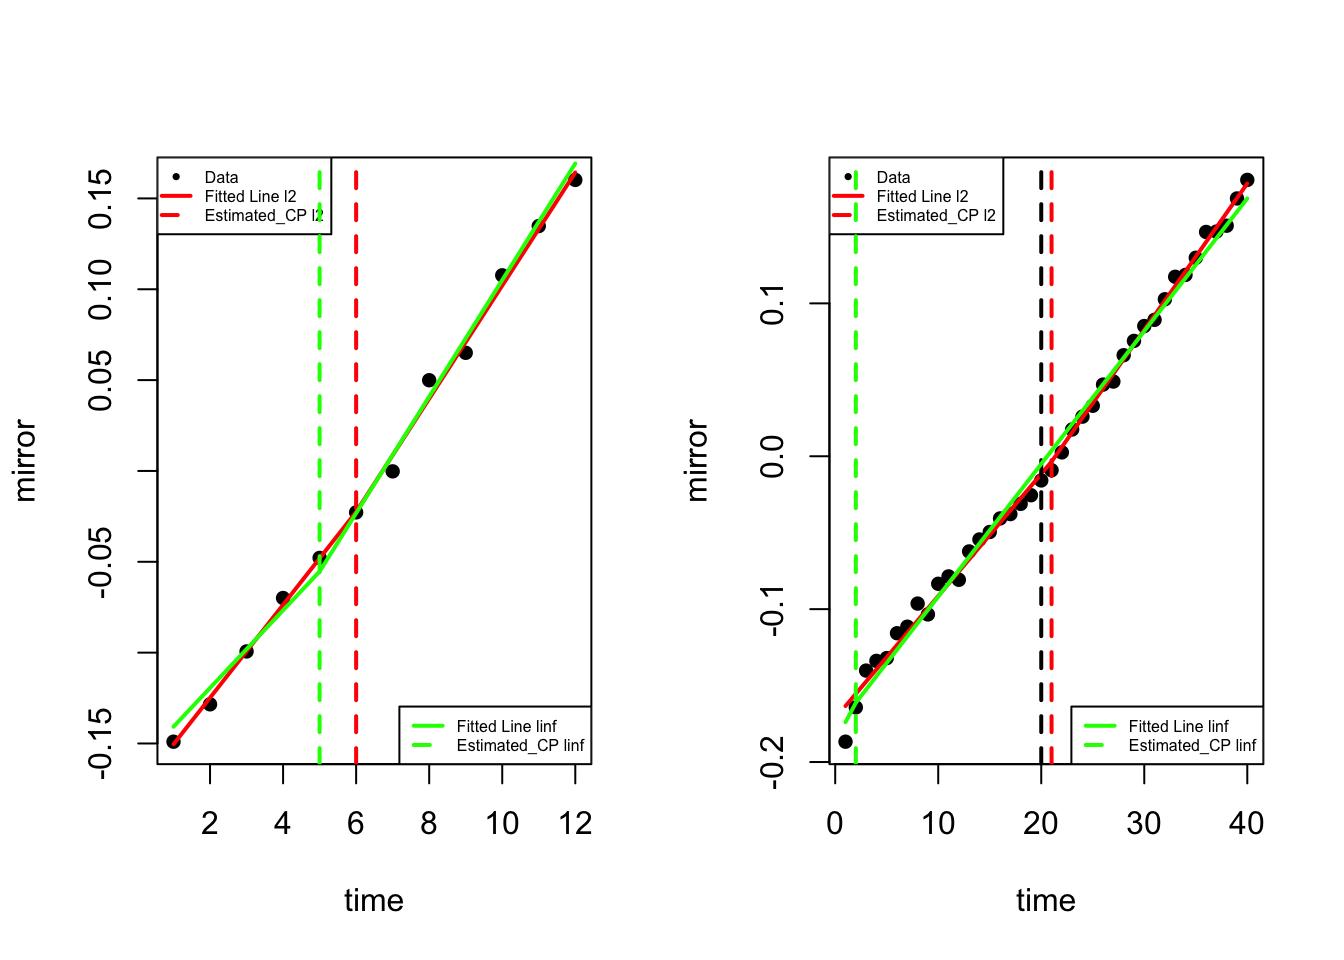 Data
Fitted Line l2
Estimated_CP l2
0.15
0.10
0.05
-0.05
-0.15
mirror
Fitted Line linf
Estimated_CP linf
2 4 6 8 10 12
time
Data
Fitted Line l2
Estimated_CP l2
0.1
0.0
-0.1
-0.2
mirror
Fitted Line linf
Estimated_CP linf
0 10 20 30 40
time